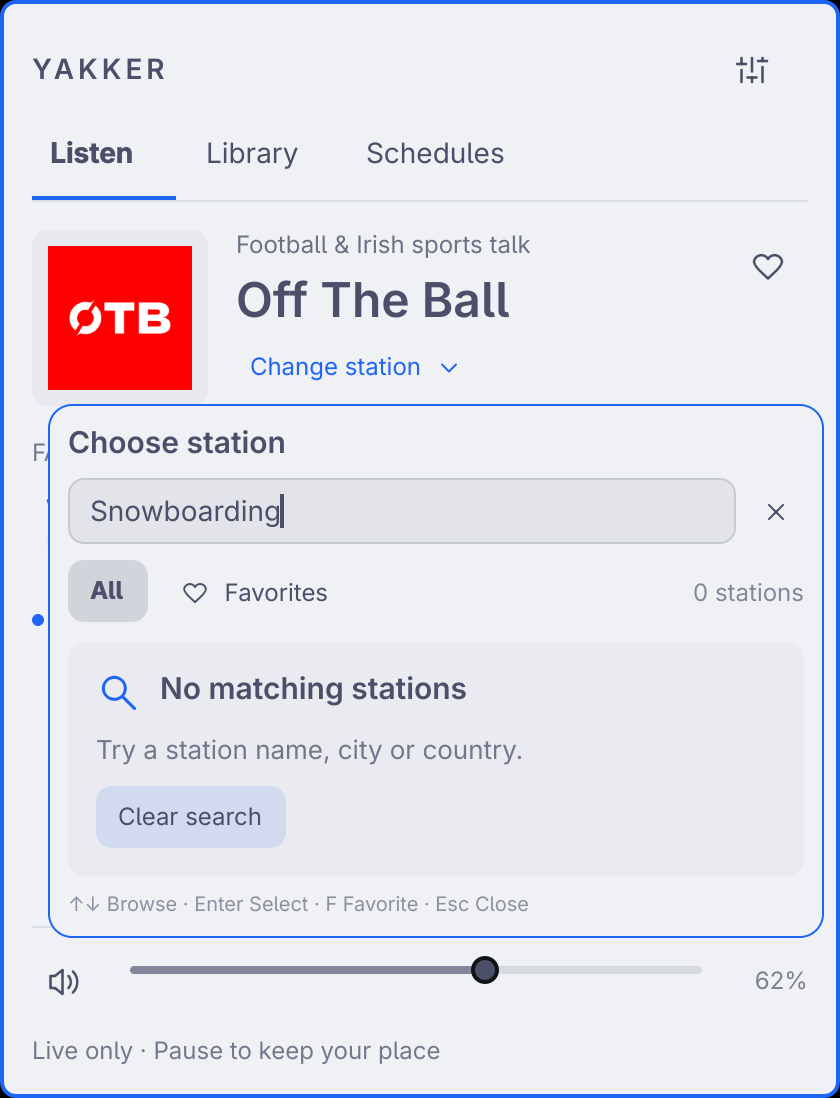 YAKKER
Listen Library Schedules
Football & Irish sports talk
Off The Ball
OTB
Change station
Choose station
Snowboarding
All Favorites 0 stations
No matching stations
Try a station name, city or country.
Clear search
↑↓ Browse · Enter Select · F Favorite · Esc Close
62%
Live only · Pause to keep your place